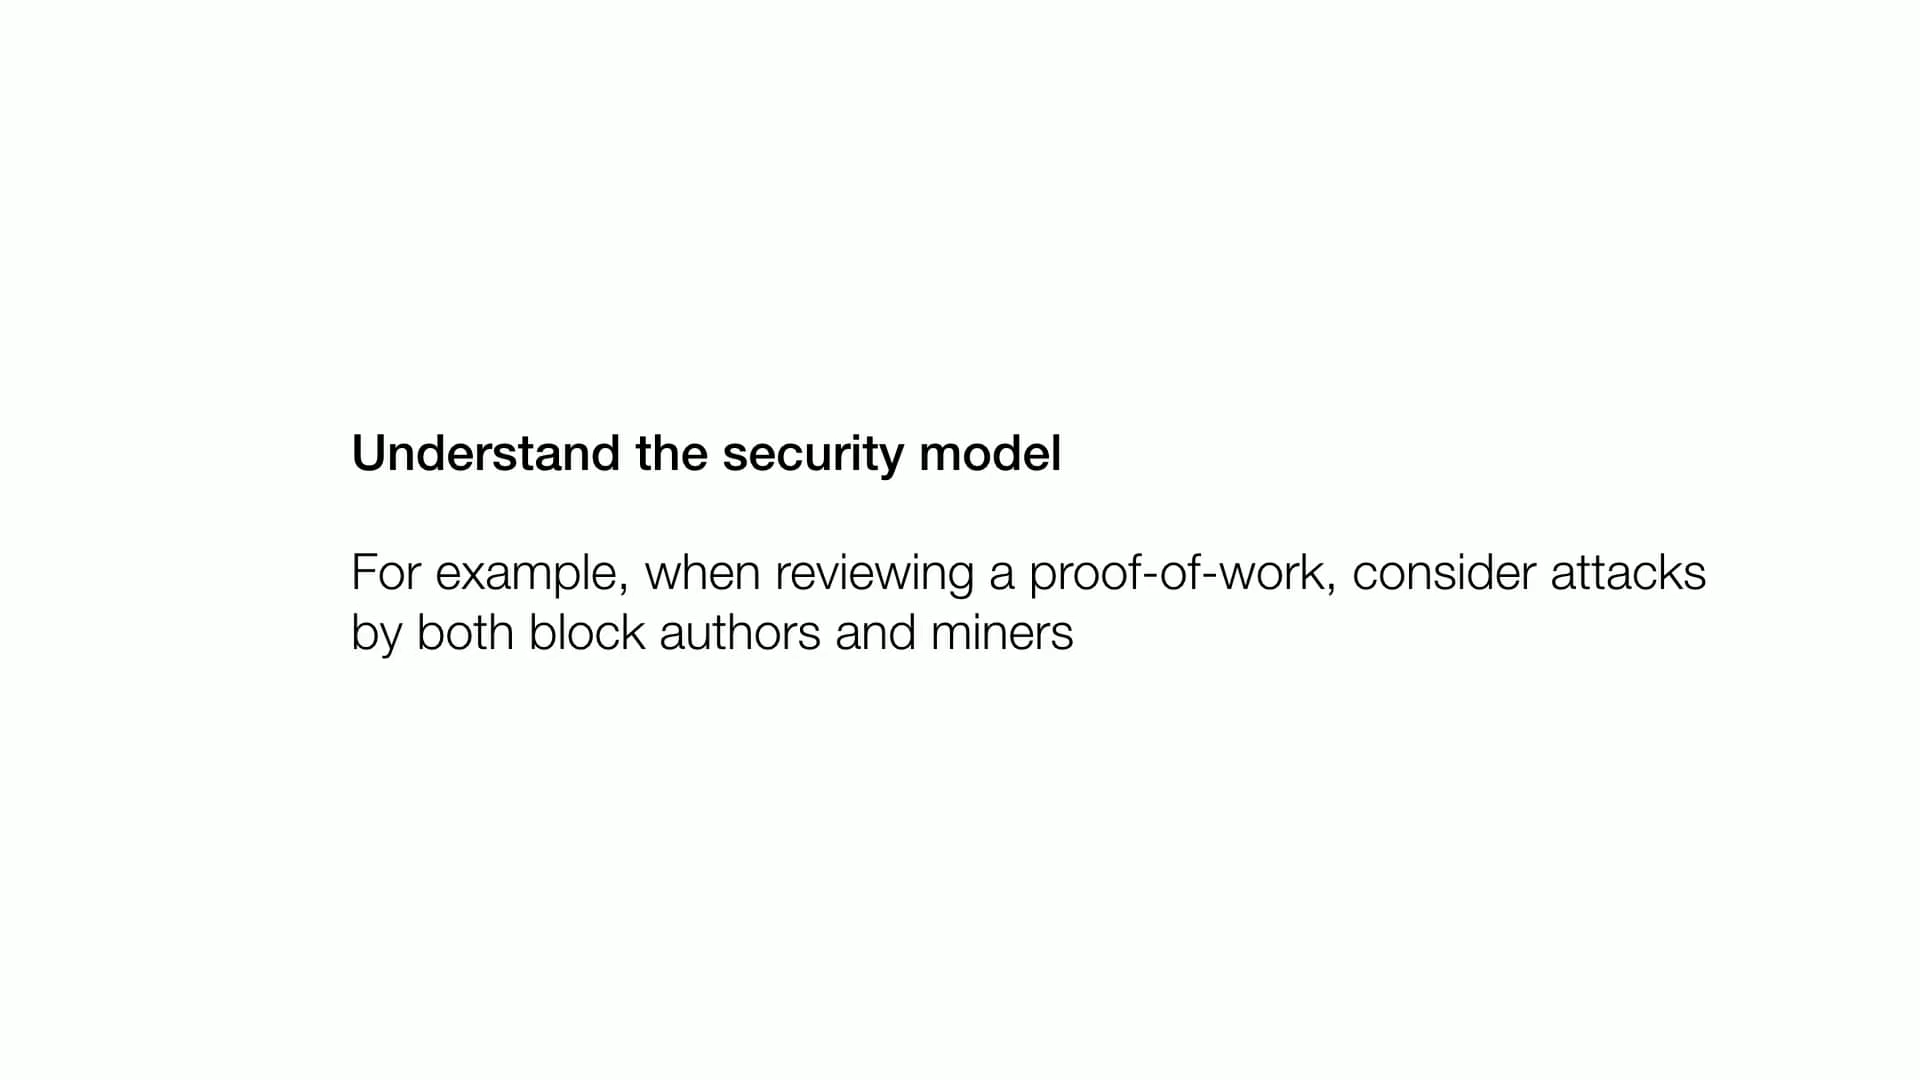 Understand the security model
For example, when reviewing a proof-of-work, consider attacks
by both block authors and miners